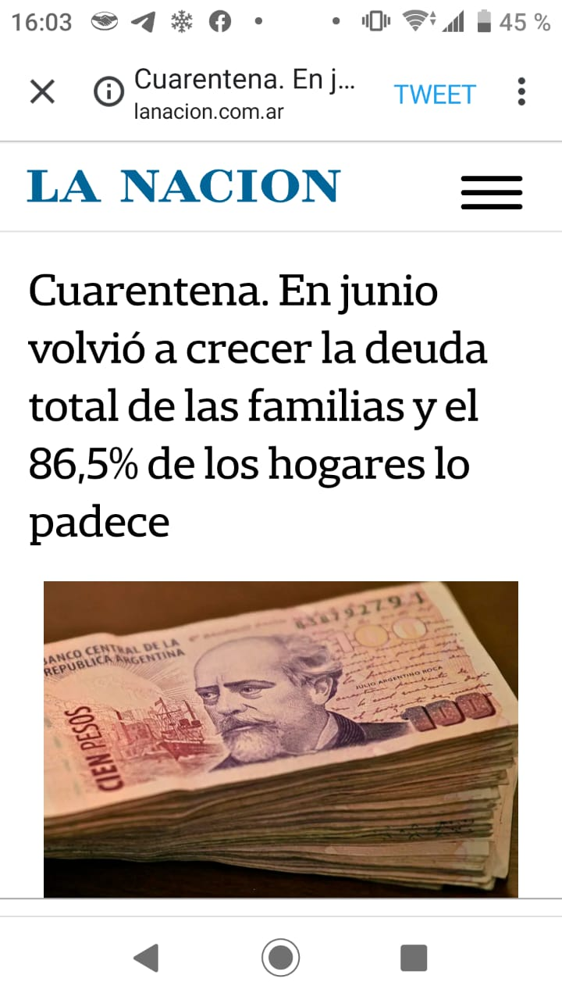 16:03 45 %
Cuarentena. En j...
lanacion.com.ar
TWEET
LA NACION
Cuarentena. En junio
volvió a crecer la deuda
total de las familias y el
86,5% de los hogares lo
padece
BANCO CENTRAL DE LA
REPUBLICA ARGENTINA
100
JULIO ARGENTINO ROCA
CIEN PESOS
100